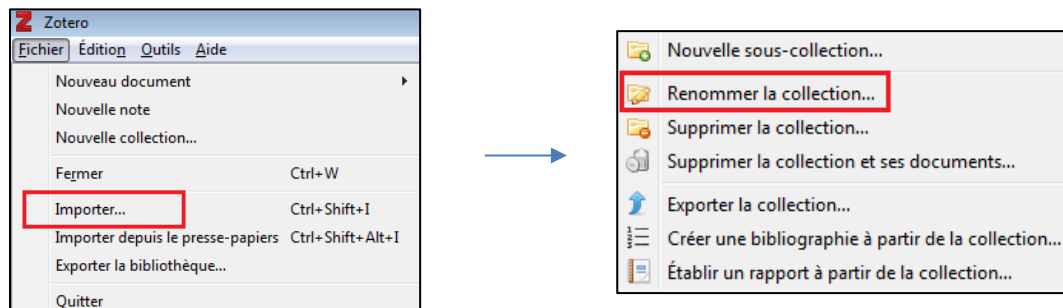 Zotero
Fichier Édition Outils Aide
Nouveau document
Nouvelle note
Nouvelle collection...
Fermer Ctrl+W
Importer... Ctrl+Shift+I
Importer depuis le presse-papiers Ctrl+Shift+Alt+I
Exporter la bibliothèque...
Quitter
Nouvelle sous-collection...
Renommer la collection...
Supprimer la collection...
Supprimer la collection et ses documents...
Exporter la collection...
Créer une bibliographie à partir de la collection...
Établir un rapport à partir de la collection...